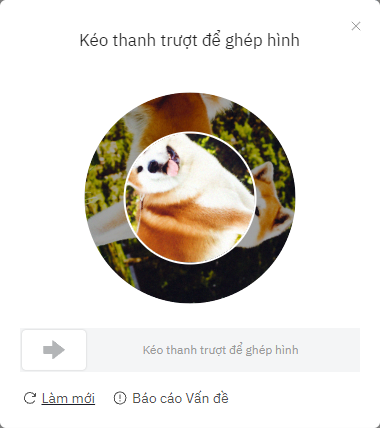 Kéo thanh trượt để ghép hình
Kéo thanh trượt để ghép hình
Làm mới
Báo cáo Vấn đề